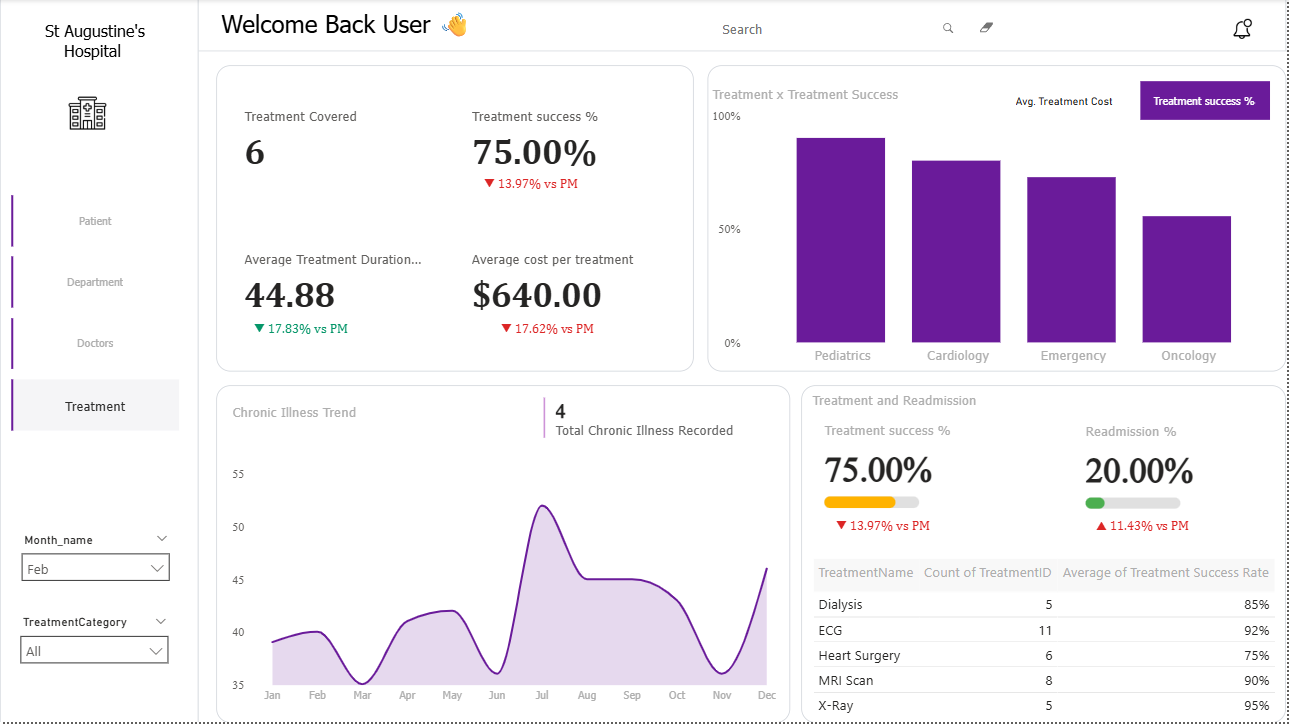 St Augustine's
Hospital
Patient
Department
Doctors
Treatment
Month_name
Feb
TreatmentCategory
All
Welcome Back User 👋
Search
Treatment Covered
6
Treatment success %
75.00%
▼ 13.97% vs PM
Average Treatment Duration...
44.88
▼ 17.83% vs PM
Average cost per treatment
$640.00
▼ 17.62% vs PM
Treatment x Treatment Success
Avg. Treatment Cost
Treatment success %
100%
50%
0%
Pediatrics Cardiology Emergency Oncology
Chronic Illness Trend
4
Total Chronic Illness Recorded
55
50
45
40
35
Jan Feb Mar Apr May Jun Jul Aug Sep Oct Nov Dec
Treatment and Readmission
Treatment success %
75.00%
▼ 13.97% vs PM
Readmission %
20.00%
▲ 11.43% vs PM
TreatmentName Count of TreatmentID Average of Treatment Success Rate
Dialysis 5 85%
ECG 11 92%
Heart Surgery 6 75%
MRI Scan 8 90%
X-Ray 5 95%